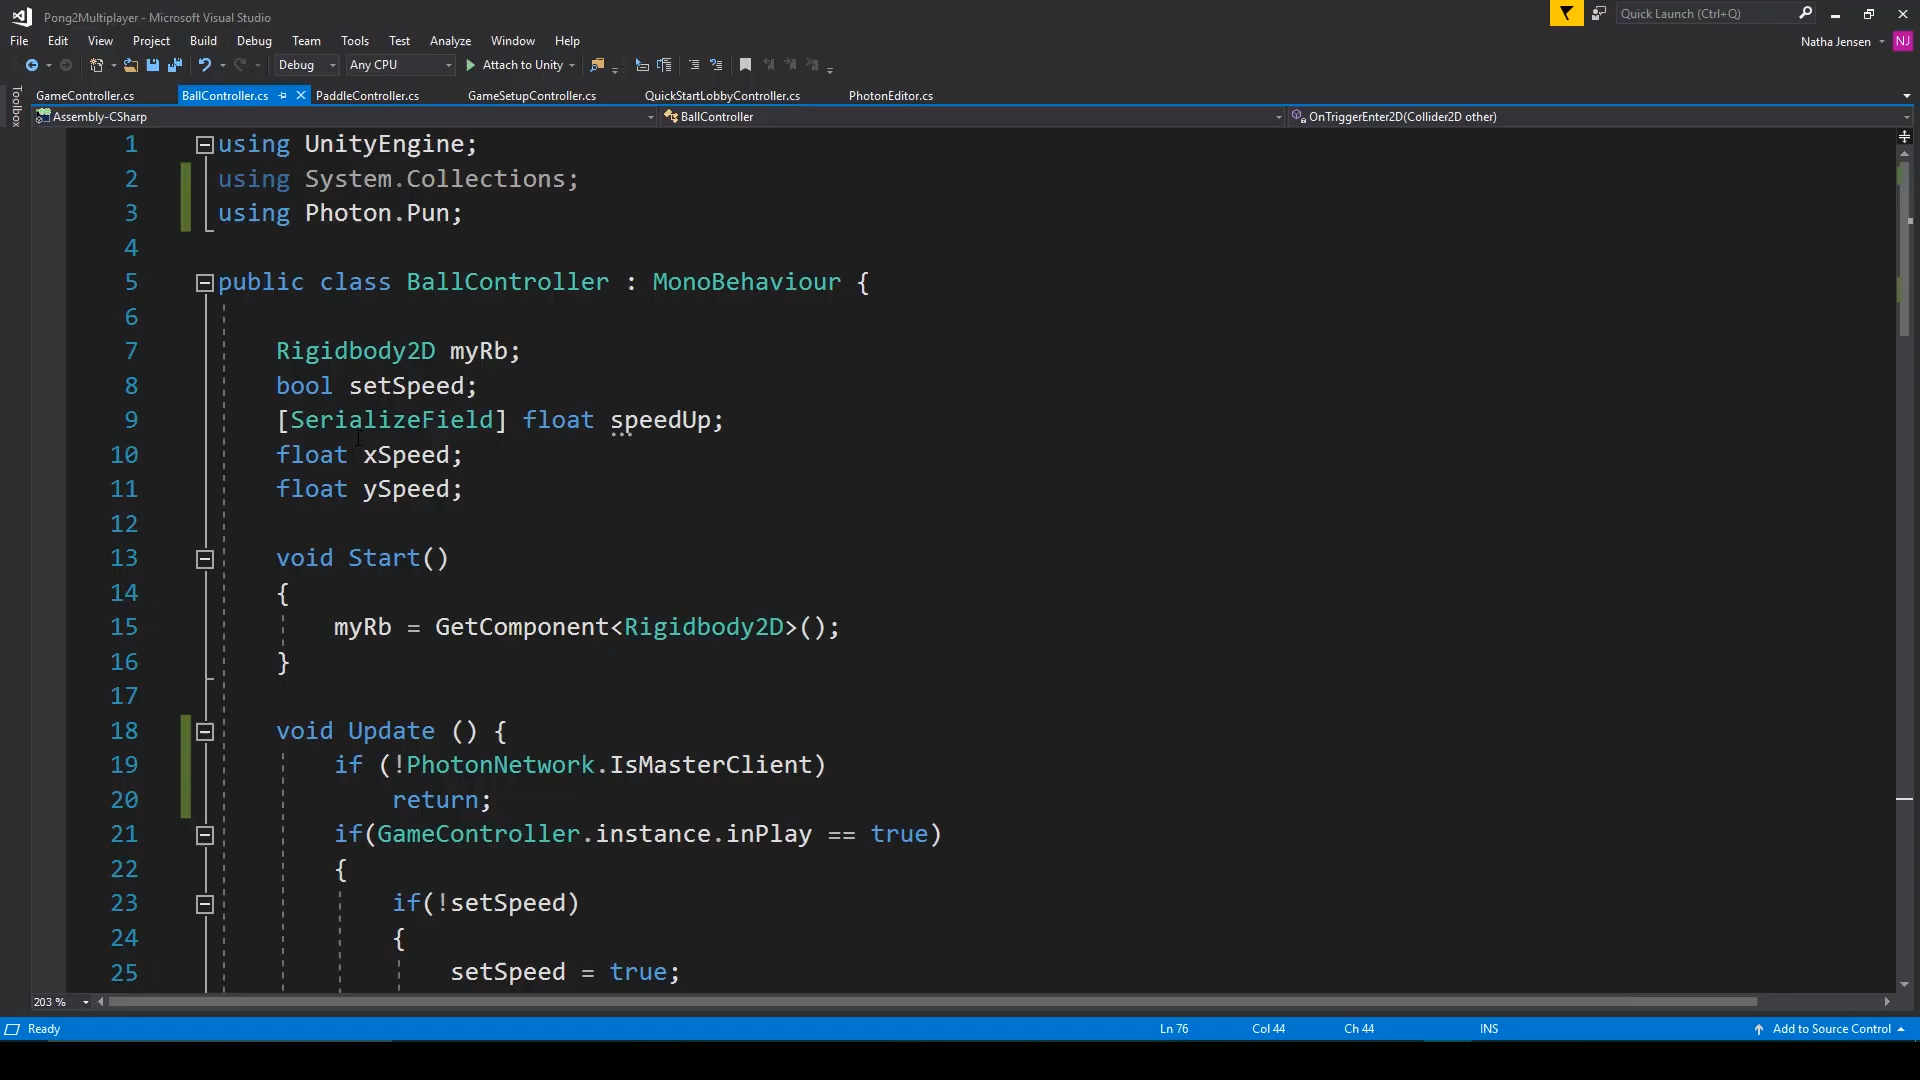 Pong2Multiplayer - Microsoft Visual Studio
Quick Launch (Ctrl+Q)
File Edit View Project Build Debug Team Tools Test Analyze Window Help
Natha Jensen NJ
Debug Any CPU Attach to Unity
Toolbox
GameController.cs BallController.cs PaddleController.cs GameSetupController.cs QuickStartLobbyController.cs PhotonEditor.cs
Assembly-CSharp BallController OnTriggerEnter2D(Collider2D other)
1 using UnityEngine;
2 using System.Collections;
3 using Photon.Pun;
4
5 public class BallController : MonoBehaviour {
6
7 Rigidbody2D myRb;
8 bool setSpeed;
9 [SerializeField] float speedUp;
10 float xSpeed;
11 float ySpeed;
12
13 void Start()
14 {
15 myRb = GetComponent<Rigidbody2D>();
16 }
17
18 void Update () {
19 if (!PhotonNetwork.IsMasterClient)
20 return;
21 if(GameController.instance.inPlay == true)
22 {
23 if(!setSpeed)
24 {
25 setSpeed = true;
203 %
Ready Ln 76 Col 44 Ch 44 INS Add to Source Control